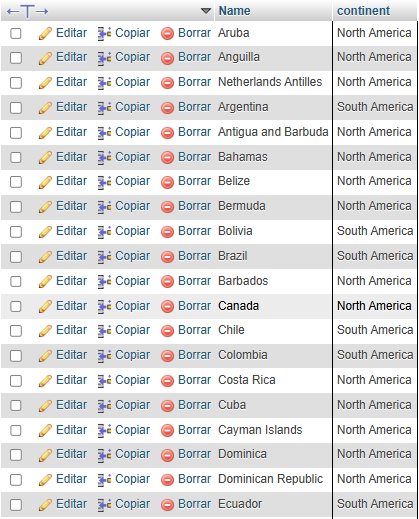 Name continent
Editar Copiar Borrar Aruba North America
Editar Copiar Borrar Anguilla North America
Editar Copiar Borrar Netherlands Antilles North America
Editar Copiar Borrar Argentina South America
Editar Copiar Borrar Antigua and Barbuda North America
Editar Copiar Borrar Bahamas North America
Editar Copiar Borrar Belize North America
Editar Copiar Borrar Bermuda North America
Editar Copiar Borrar Bolivia South America
Editar Copiar Borrar Brazil South America
Editar Copiar Borrar Barbados North America
Editar Copiar Borrar Canada North America
Editar Copiar Borrar Chile South America
Editar Copiar Borrar Colombia South America
Editar Copiar Borrar Costa Rica North America
Editar Copiar Borrar Cuba North America
Editar Copiar Borrar Cayman Islands North America
Editar Copiar Borrar Dominica North America
Editar Copiar Borrar Dominican Republic North America
Editar Copiar Borrar Ecuador South America